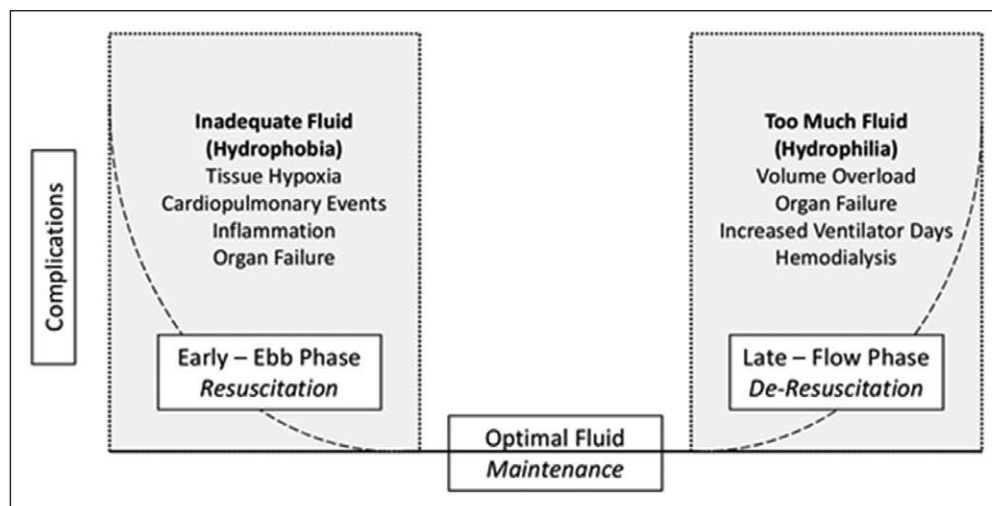 Complications
Inadequate Fluid
(Hydrophobia)
Tissue Hypoxia
Cardiopulmonary Events
Inflammation
Organ Failure
Early – Ebb Phase
Resuscitation
Optimal Fluid
Maintenance
Too Much Fluid
(Hydrophilia)
Volume Overload
Organ Failure
Increased Ventilator Days
Hemodialysis
Late – Flow Phase
De-Resuscitation